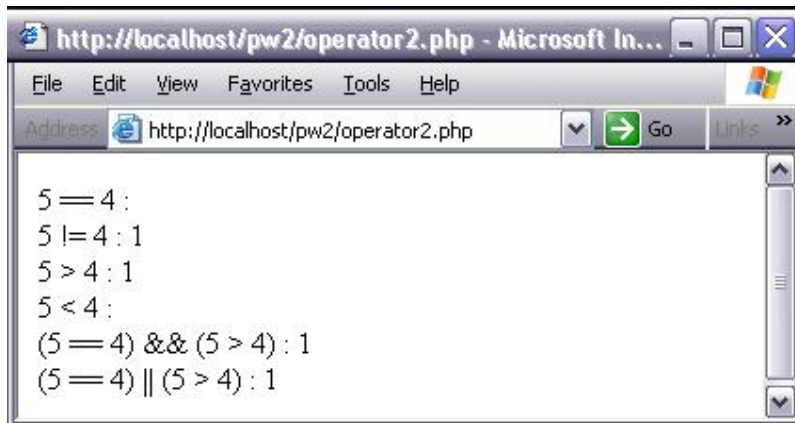 http://localhost/pw2/operator2.php - Microsoft In...
File Edit View Favorites Tools Help
Address http://localhost/pw2/operator2.php Go Links »
5 == 4 :
5 != 4 : 1
5 > 4 : 1
5 < 4 :
(5 == 4) && (5 > 4) : 1
(5 == 4) || (5 > 4) : 1